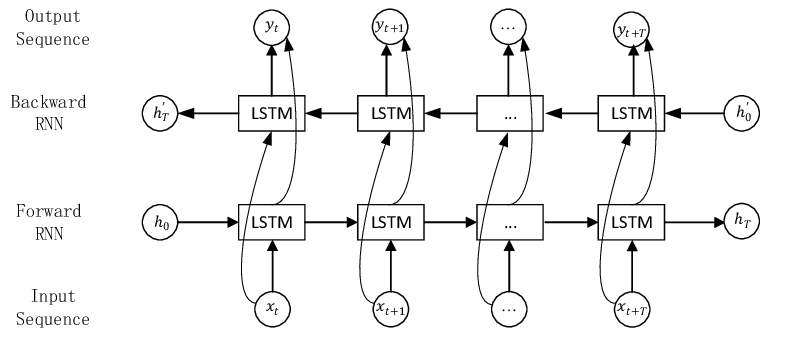 Output
Sequence
y_t
y_{t+1}
...
y_{t+T}
Backward
RNN
h'_T
LSTM
LSTM
...
LSTM
h'_0
Forward
RNN
h_0
LSTM
LSTM
...
LSTM
h_T
Input
Sequence
x_t
x_{t+1}
...
x_{t+T}